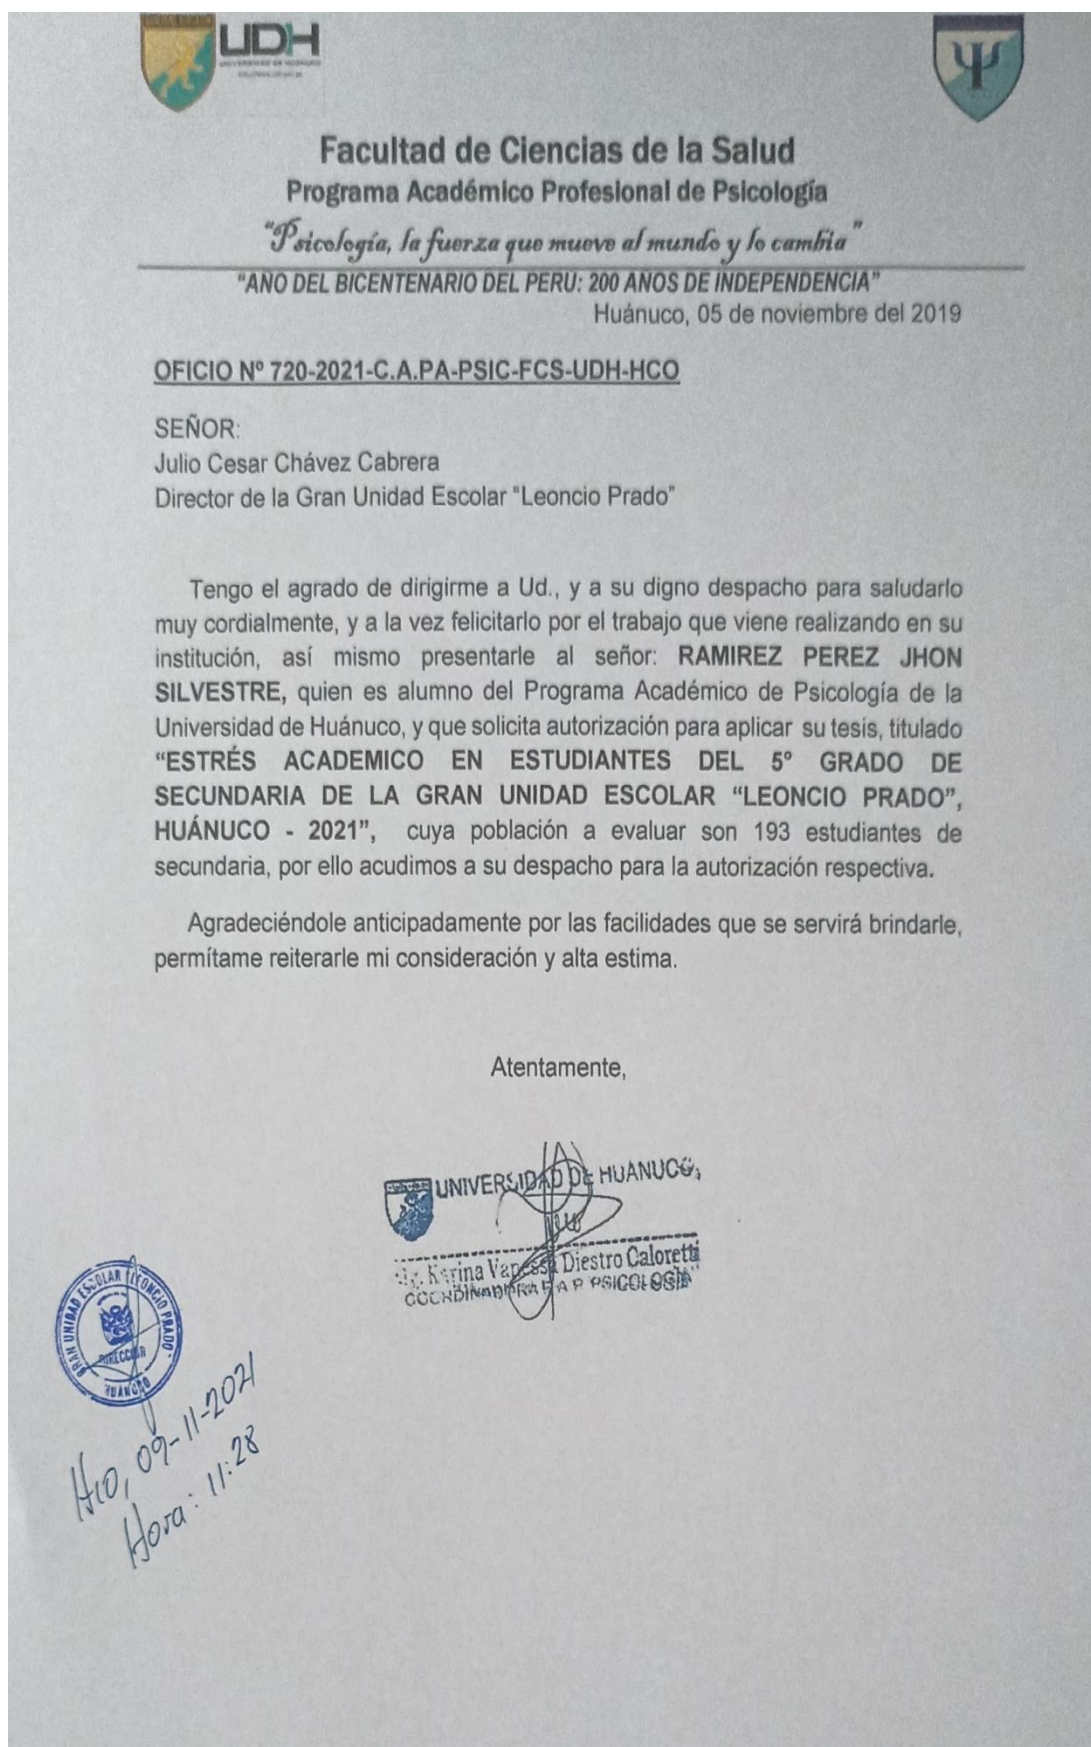 UDH
UNIVERSIDAD DE HUANUCO
Facultad de Ciencias de la Salud
Programa Académico Profesional de Psicología
"Psicología, la fuerza que mueve al mundo y lo cambia"
"AÑO DEL BICENTENARIO DEL PERU: 200 AÑOS DE INDEPENDENCIA"
Huánuco, 05 de noviembre del 2019
OFICIO Nº 720-2021-C.A.PA-PSIC-FCS-UDH-HCO
SEÑOR:
Julio Cesar Chávez Cabrera
Director de la Gran Unidad Escolar "Leoncio Prado"
Tengo el agrado de dirigirme a Ud., y a su digno despacho para saludarlo
muy cordialmente, y a la vez felicitarlo por el trabajo que viene realizando en su
institución, así mismo presentarle al señor: RAMIREZ PEREZ JHON
SILVESTRE, quien es alumno del Programa Académico de Psicología de la
Universidad de Huánuco, y que solicita autorización para aplicar su tesis, titulado
"ESTRÉS ACADEMICO EN ESTUDIANTES DEL 5º GRADO DE
SECUNDARIA DE LA GRAN UNIDAD ESCOLAR "LEONCIO PRADO",
HUÁNUCO - 2021", cuya población a evaluar son 193 estudiantes de
secundaria, por ello acudimos a su despacho para la autorización respectiva.
Agradeciéndole anticipadamente por las facilidades que se servirá brindarle,
permítame reiterarle mi consideración y alta estima.
Atentamente,
UNIVERSIDAD DE HUANUCO
Mg. Karina Vanessa Diestro Caloretti
COORDINADORA P.A.P. PSICOLOGÍA
GRAN UNIDAD ESCOLAR "LEONCIO PRADO"
DIRECCION
HUÁNUCO
Hco, 09-11-2021
Hora: 11:28